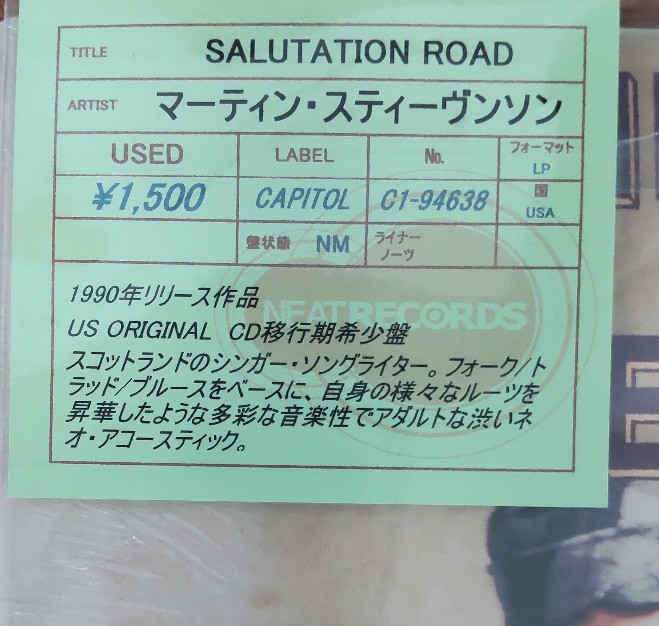 TITLE SALUTATION ROAD
ARTIST マーティン・スティーヴンソン
USED LABEL No. フォーマット
LP
¥1,500 CAPITOL C1-94638 国
USA
盤状態 NM ライナー
ノーツ
NEAT RECORDS
1990年リリース作品
US ORIGINAL CD移行期希少盤
スコットランドのシンガー・ソングライター。フォーク/ト
ラッド/ブルースをベースに、自身の様々なルーツを
昇華したような多彩な音楽性でアダルトな渋いネ
オ・アコースティック。